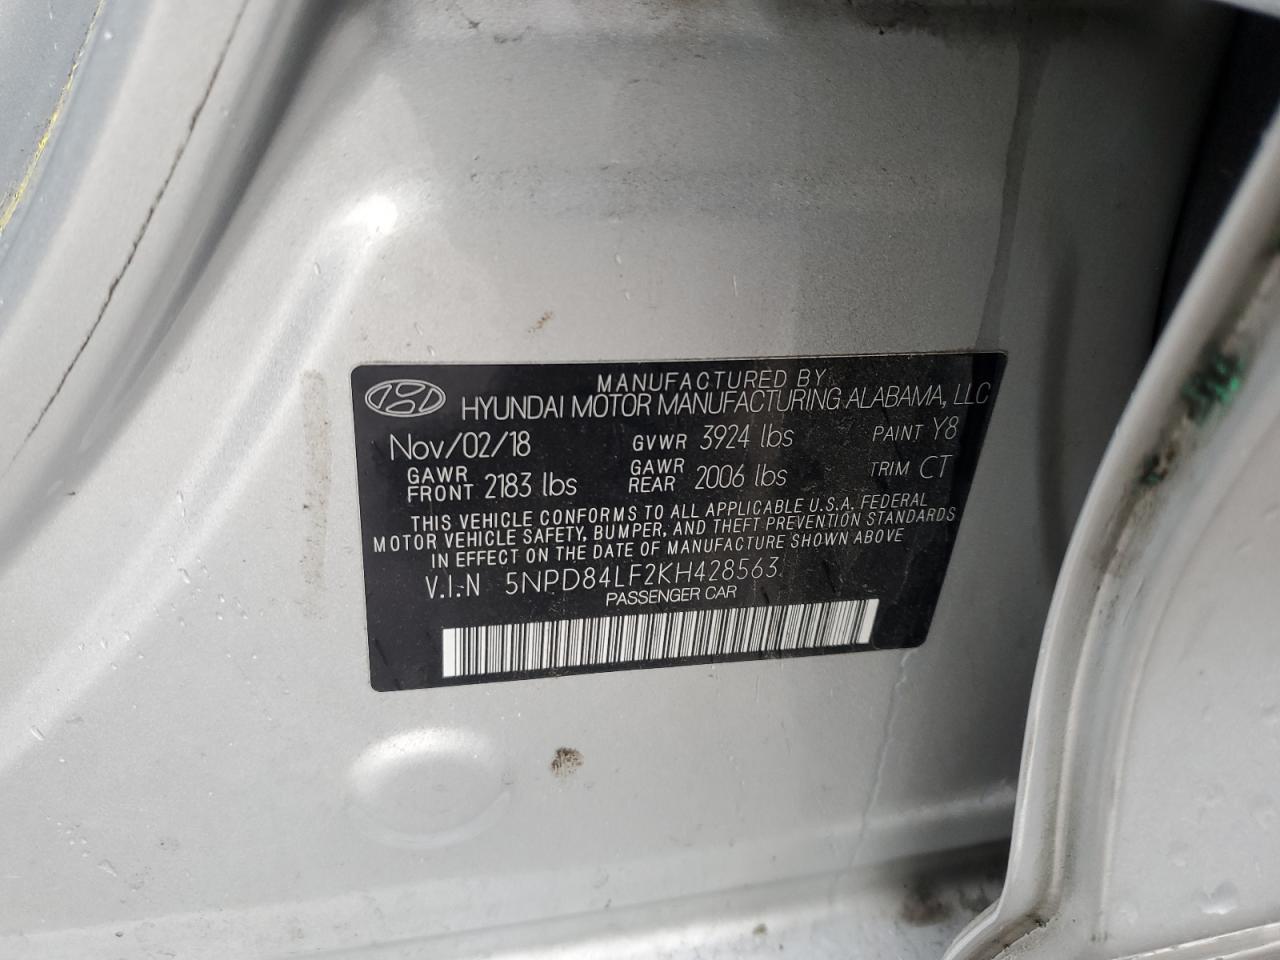 MANUFACTURED BY
HYUNDAI MOTOR MANUFACTURING ALABAMA, LLC
Nov/02/18 GVWR 3924 lbs PAINT Y8
GAWR FRONT 2183 lbs GAWR REAR 2006 lbs TRIM CT
THIS VEHICLE CONFORMS TO ALL APPLICABLE U.S.A. FEDERAL
MOTOR VEHICLE SAFETY, BUMPER, AND THEFT PREVENTION STANDARDS
IN EFFECT ON THE DATE OF MANUFACTURE SHOWN ABOVE
V.I.N 5NPD84LF2KH428563
PASSENGER CAR